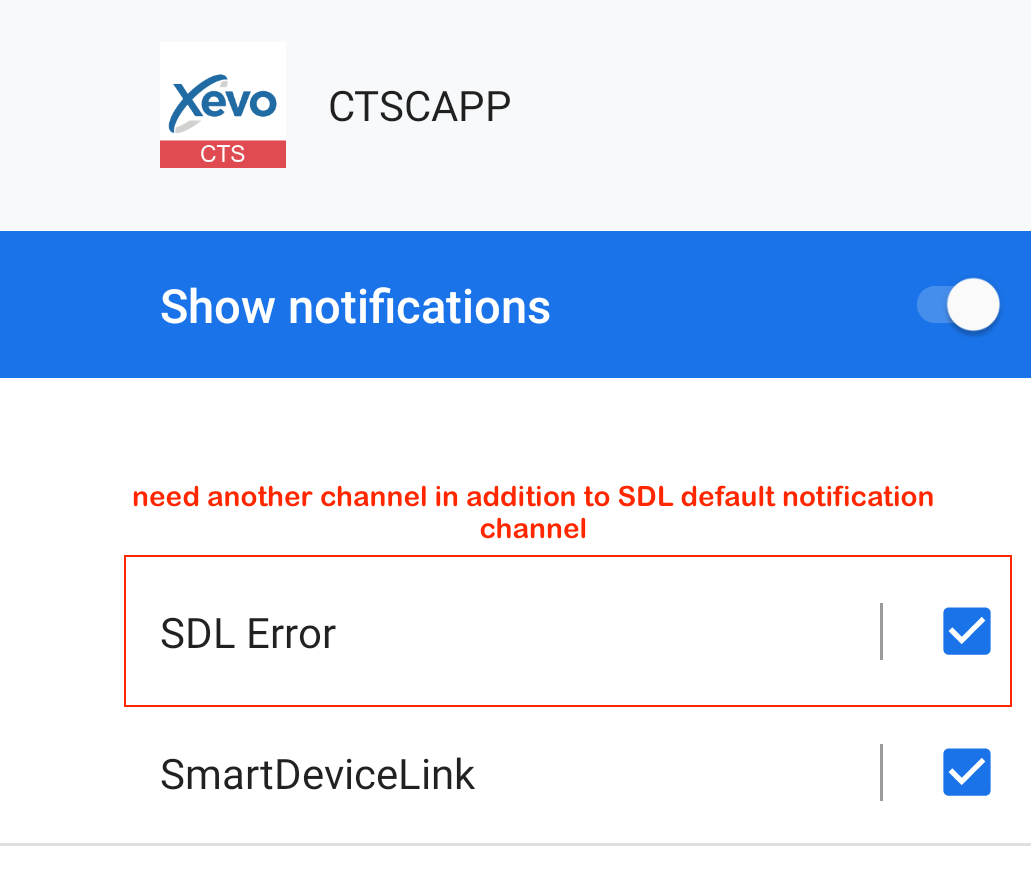 Xevo
CTS
CTSCAPP
Show notifications
need another channel in addition to SDL default notification
channel
SDL Error
SmartDeviceLink